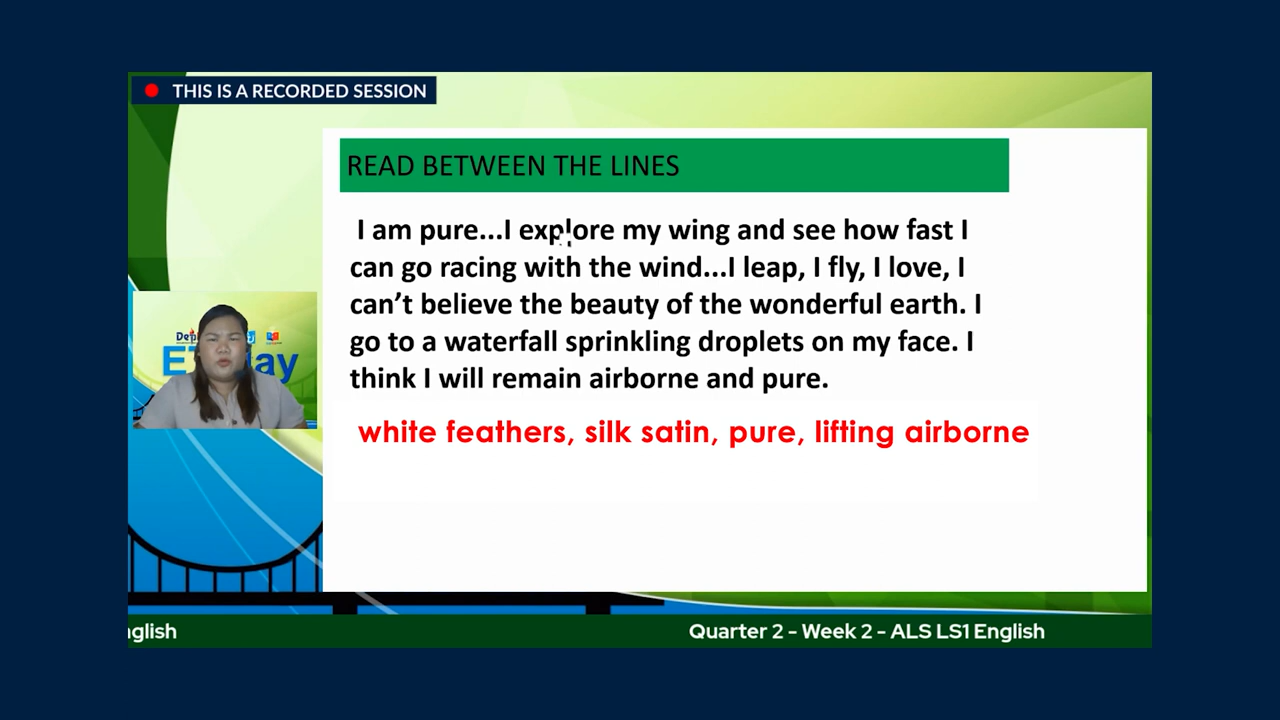 THIS IS A RECORDED SESSION
READ BETWEEN THE LINES
I am pure...I explore my wing and see how fast I
can go racing with the wind...I leap, I fly, I love, I
can't believe the beauty of the wonderful earth. I
go to a waterfall sprinkling droplets on my face. I
think I will remain airborne and pure.
white feathers, silk satin, pure, lifting airborne
nglish
Quarter 2 - Week 2 - ALS LS1 English